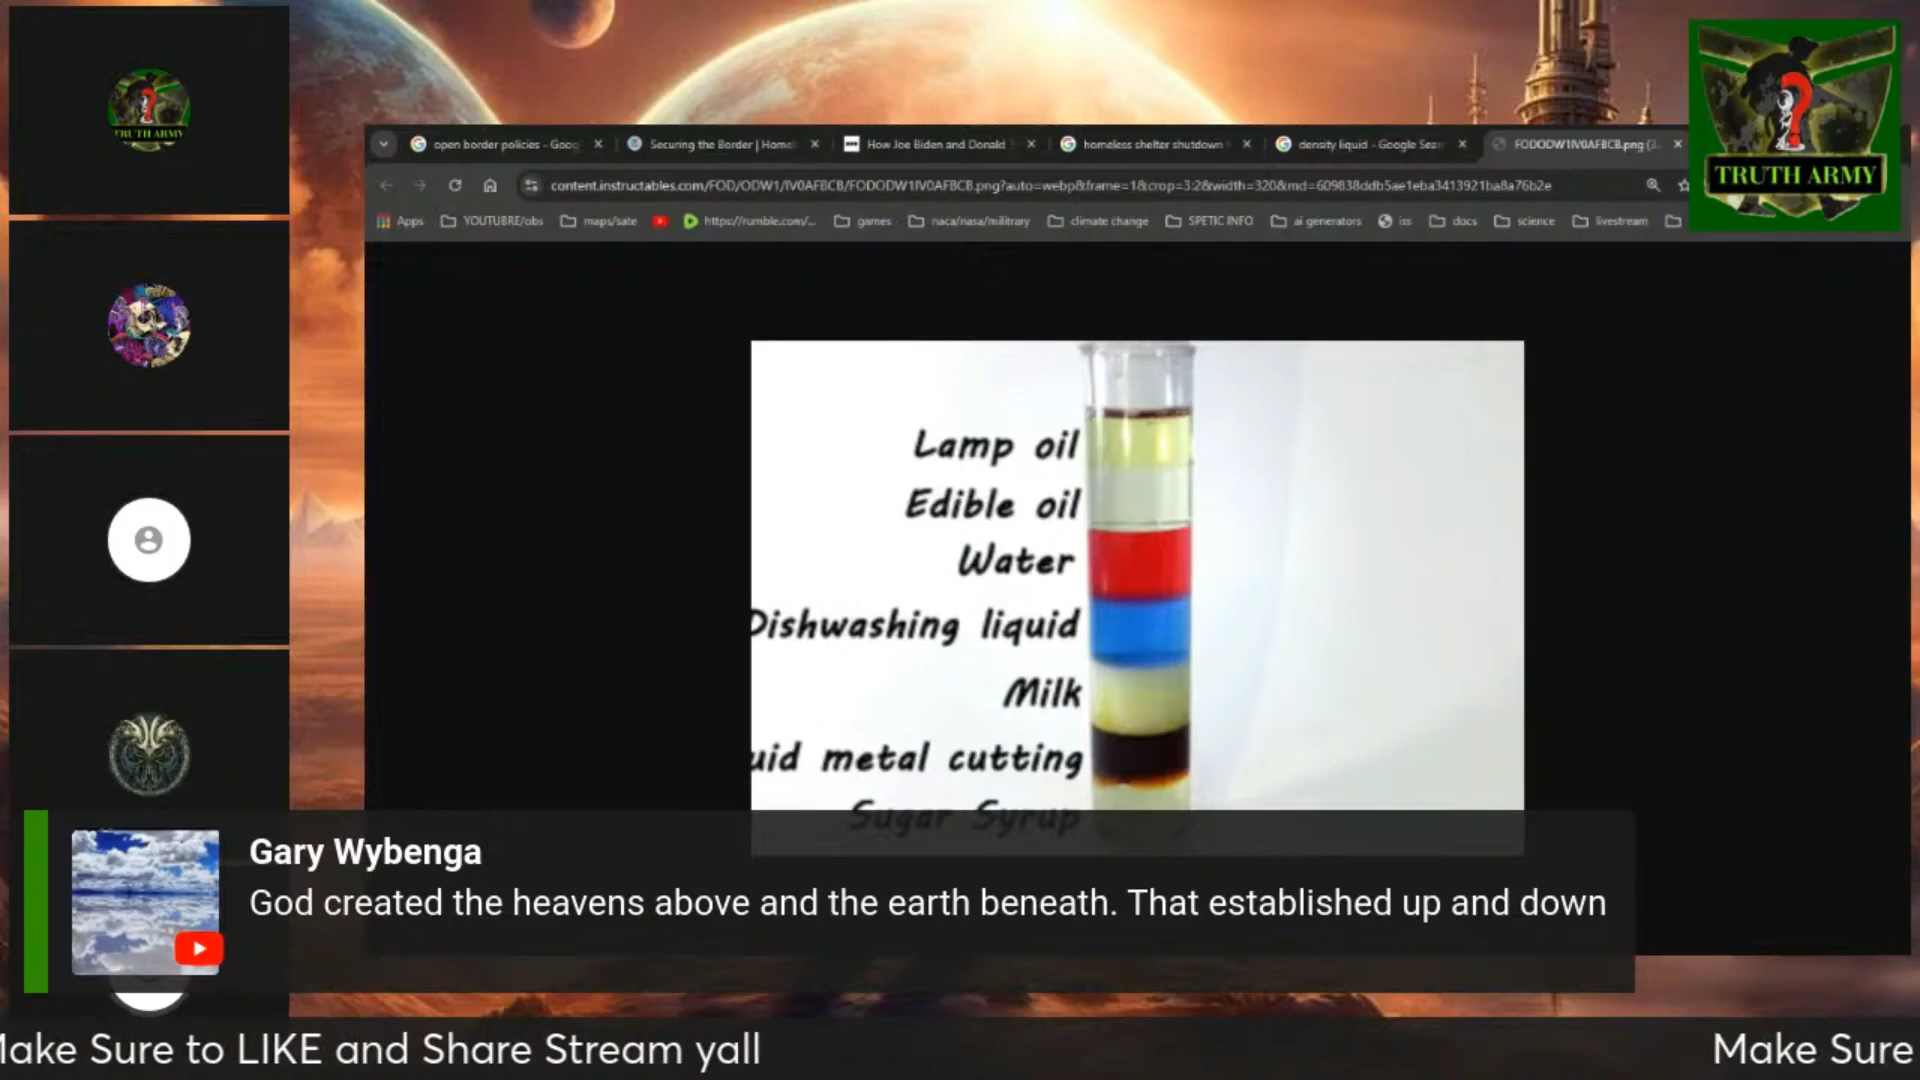 TRUTH ARMY
open border policies - Goog
Securing the Border | Homel
How Joe Biden and Donald
homeless shelter shutdown
density liquid - Google Sear
FODODW1IV0AFBCB.png (3
content.instructables.com/FOD/ODW1/IV0AFBCB/FODODW1IV0AFBCB.png?auto=webp&frame=1&crop=3:2&width=320&md=609838ddb5ae1eba3413921ba8a76b2e
TRUTH ARMY
Apps
YOUTUBRE/obs
maps/sate
https://rumble.com/...
games
naca/nasa/militrary
climate change
SPETIC INFO
ai generators
iss
docs
science
livestream
Lamp oil
Edible oil
Water
Dishwashing liquid
Milk
uid metal cutting
Sugar Syrup
Gary Wybenga
God created the heavens above and the earth beneath. That established up and down
Make Sure to LIKE and Share Stream yall
Make Sure